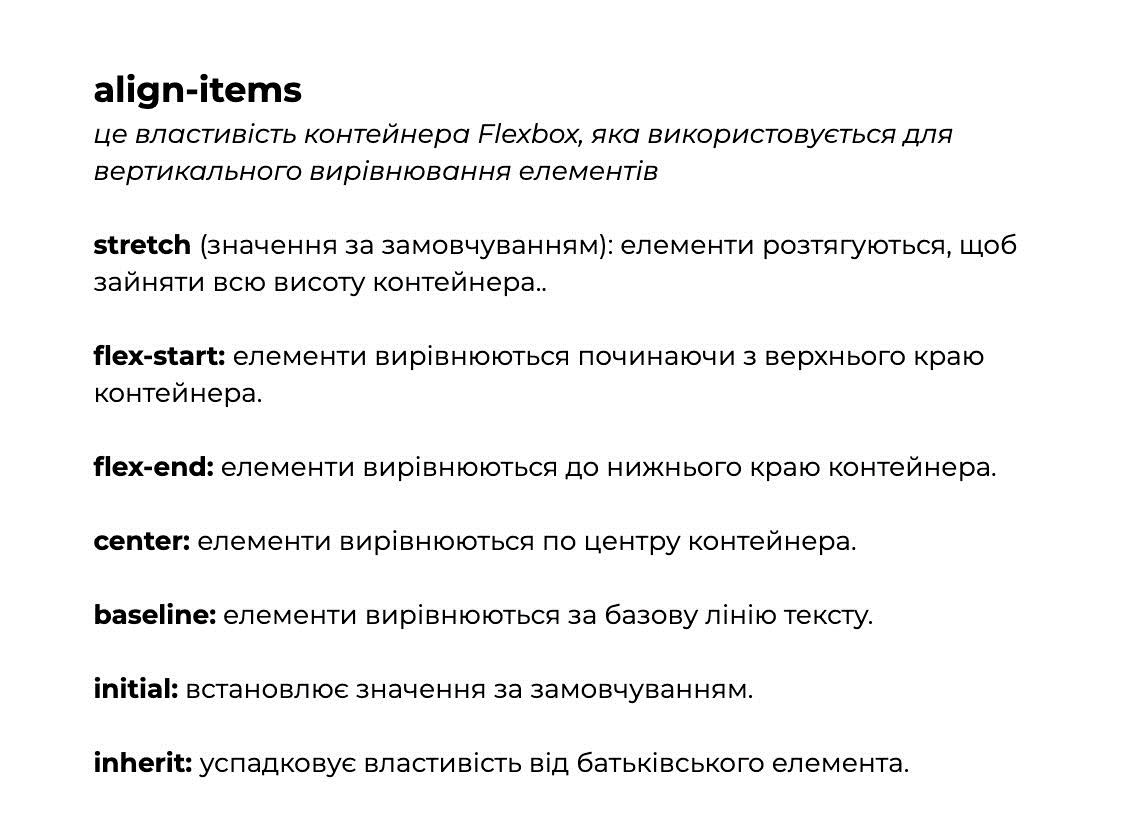 align-items
це властивість контейнера Flexbox, яка використовується для
вертикального вирівнювання елементів
stretch (значення за замовчуванням): елементи розтягуються, щоб
зайняти всю висоту контейнера..
flex-start: елементи вирівнюються починаючи з верхнього краю
контейнера.
flex-end: елементи вирівнюються до нижнього краю контейнера.
center: елементи вирівнюються по центру контейнера.
baseline: елементи вирівнюються за базову лінію тексту.
initial: встановлює значення за замовчуванням.
inherit: успадковує властивість від батьківського елемента.